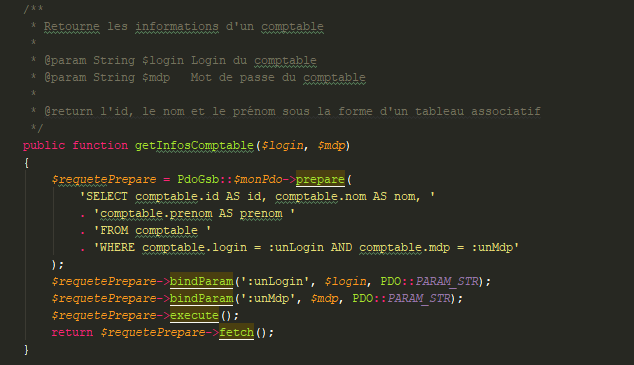 /**
 * Retourne les informations d'un comptable
 *
 * @param String $login Login du comptable
 * @param String $mdp   Mot de passe du comptable
 *
 * @return l'id, le nom et le prénom sous la forme d'un tableau associatif
 */
public function getInfosComptable($login, $mdp)
{
    $requetePrepare = PdoGsb::$monPdo->prepare(
        'SELECT comptable.id AS id, comptable.nom AS nom, '
        . 'comptable.prenom AS prenom '
        . 'FROM comptable '
        . 'WHERE comptable.login = :unLogin AND comptable.mdp = :unMdp'
    );
    $requetePrepare->bindParam(':unLogin', $login, PDO::PARAM_STR);
    $requetePrepare->bindParam(':unMdp', $mdp, PDO::PARAM_STR);
    $requetePrepare->execute();
    return $requetePrepare->fetch();
}